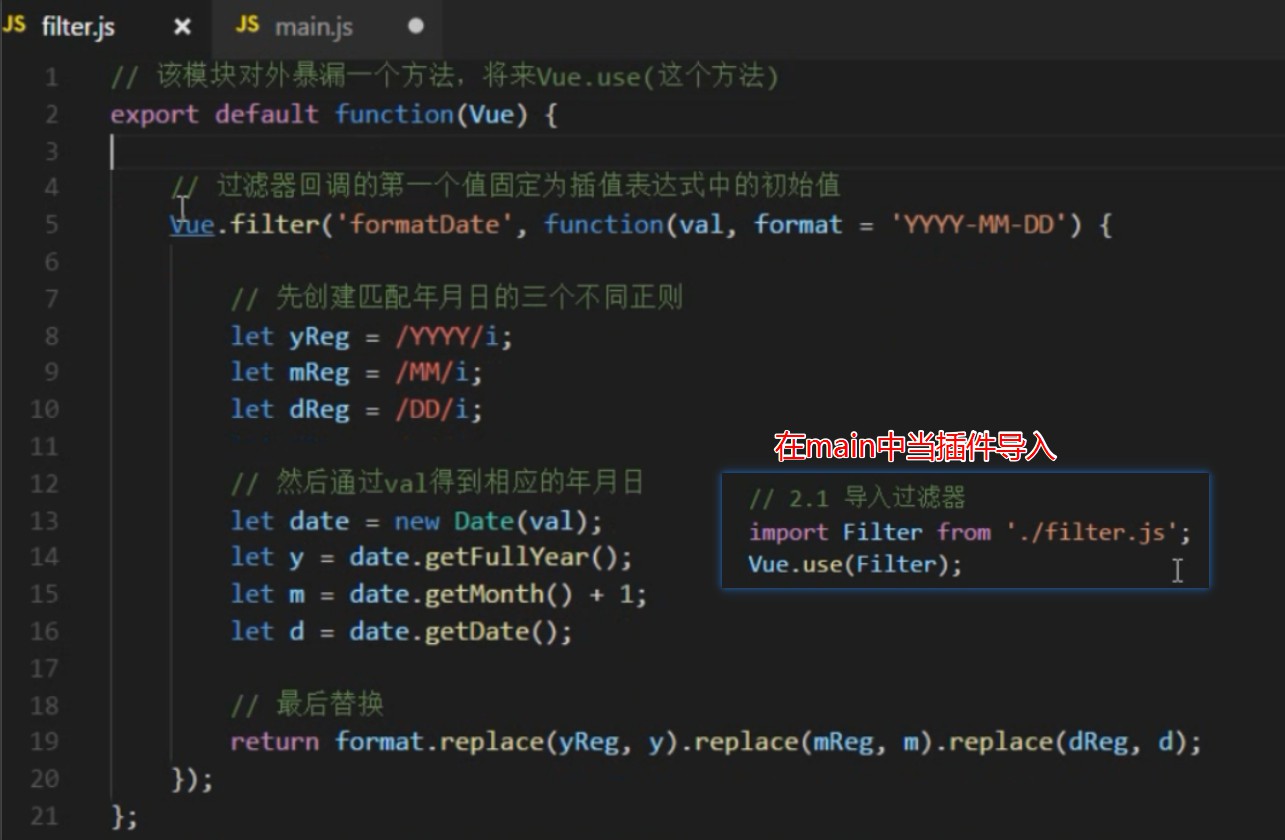 JS filter.js × JS main.js ●
1 // 该模块对外暴漏一个方法，将来Vue.use(这个方法)
2 export default function(Vue) {
3
4 // 过滤器回调的第一个值固定为插值表达式中的初始值
5 Vue.filter('formatDate', function(val, format = 'YYYY-MM-DD') {
6
7 // 先创建匹配年月日的三个不同正则
8 let yReg = /YYYY/i;
9 let mReg = /MM/i;
10 let dReg = /DD/i;
11
12 // 然后通过val得到相应的年月日
13 let date = new Date(val);
14 let y = date.getFullYear();
15 let m = date.getMonth() + 1;
16 let d = date.getDate();
17
18 // 最后替换
19 return format.replace(yReg, y).replace(mReg, m).replace(dReg, d);
20 });
21 };
在main中当插件导入
// 2.1 导入过滤器
import Filter from './filter.js';
Vue.use(Filter);